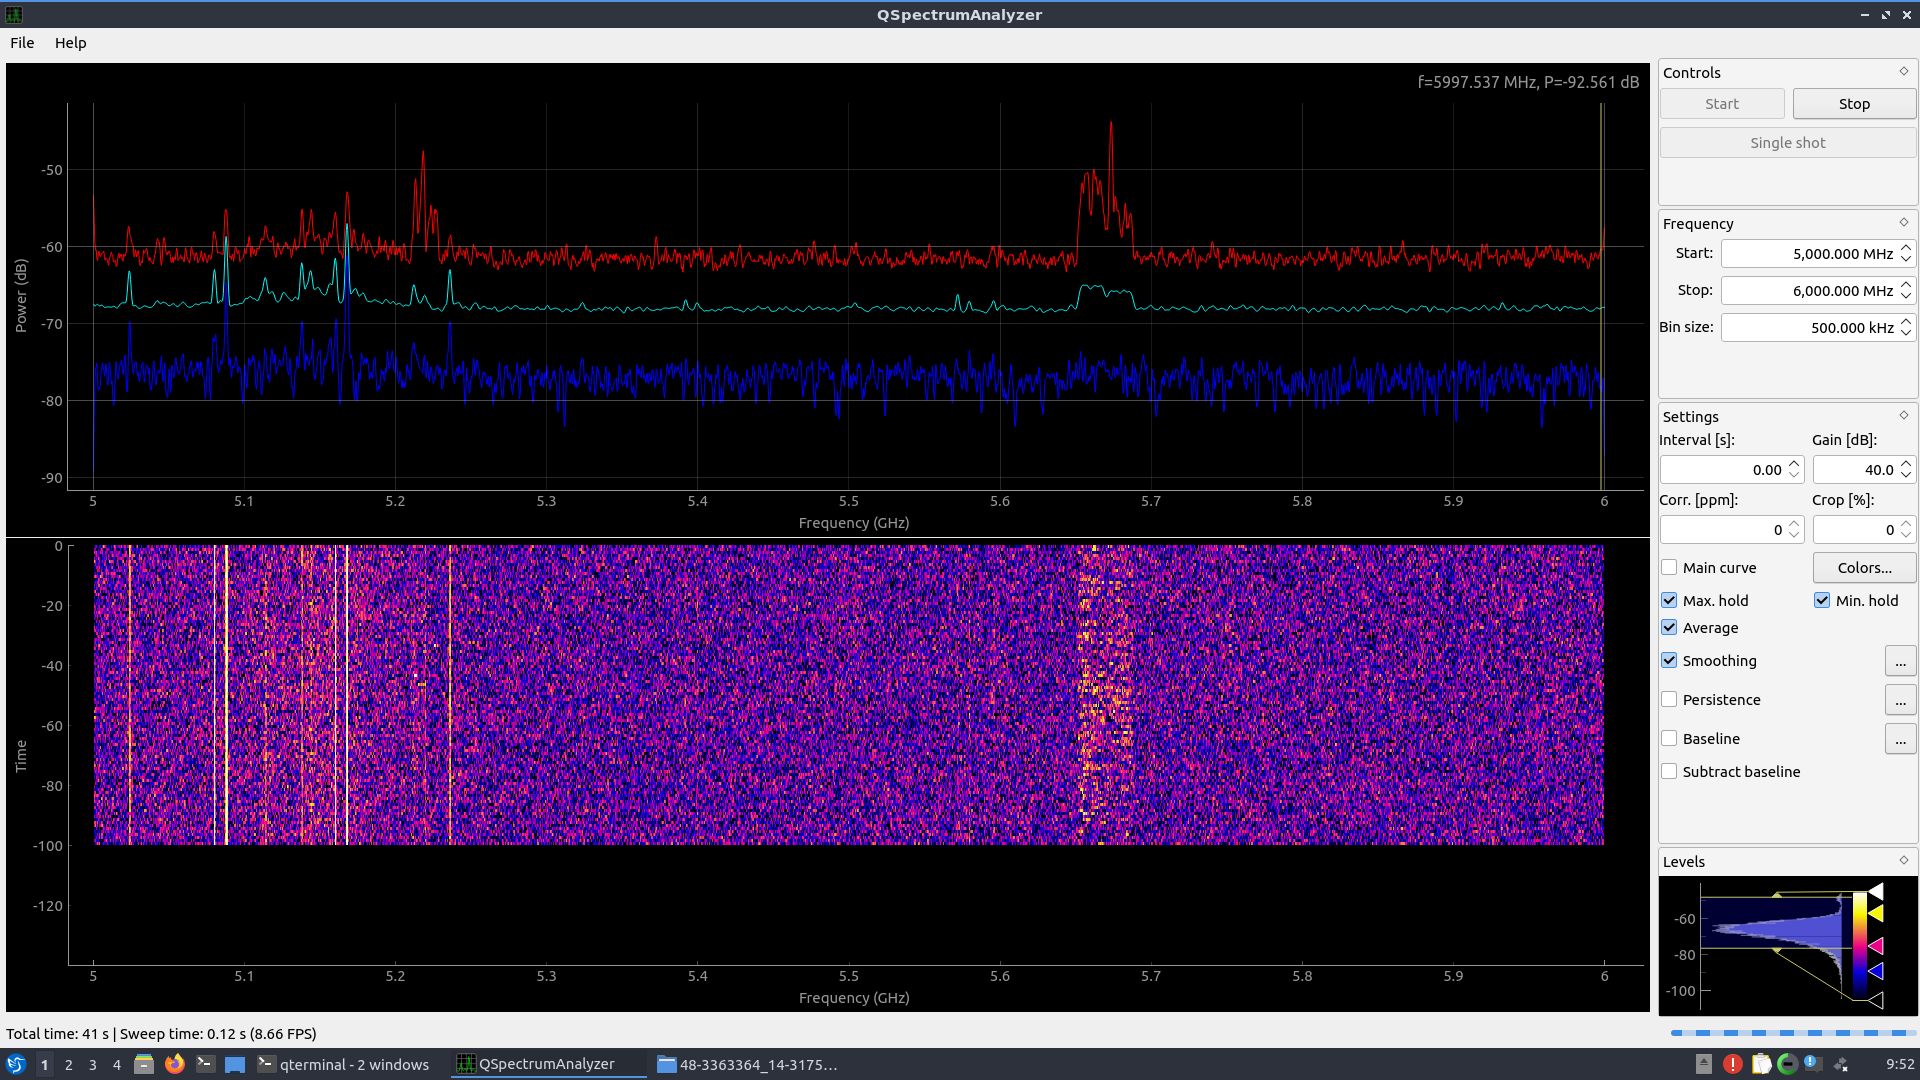 QSpectrumAnalyzer
File Help
f=5997.537 MHz, P=-92.561 dB
Power (dB)
-50
-60
-70
-80
-90
5 5.1 5.2 5.3 5.4 5.5 5.6 5.7 5.8 5.9 6
Frequency (GHz)
Time
0
-20
-40
-60
-80
-100
-120
5 5.1 5.2 5.3 5.4 5.5 5.6 5.7 5.8 5.9 6
Frequency (GHz)
Controls
Start Stop
Single shot
Frequency
Start: 5,000.000 MHz
Stop: 6,000.000 MHz
Bin size: 500.000 kHz
Settings
Interval [s]: Gain [dB]:
0.00 40.0
Corr. [ppm]: Crop [%]:
0 0
Main curve Colors...
Max. hold Min. hold
Average
Smoothing ...
Persistence ...
Baseline ...
Subtract baseline
Levels
-60
-80
-100
Total time: 41 s | Sweep time: 0.12 s (8.66 FPS)
1 2 3 4 qterminal - 2 windows QSpectrumAnalyzer 48-3363364_14-3175... 9:52